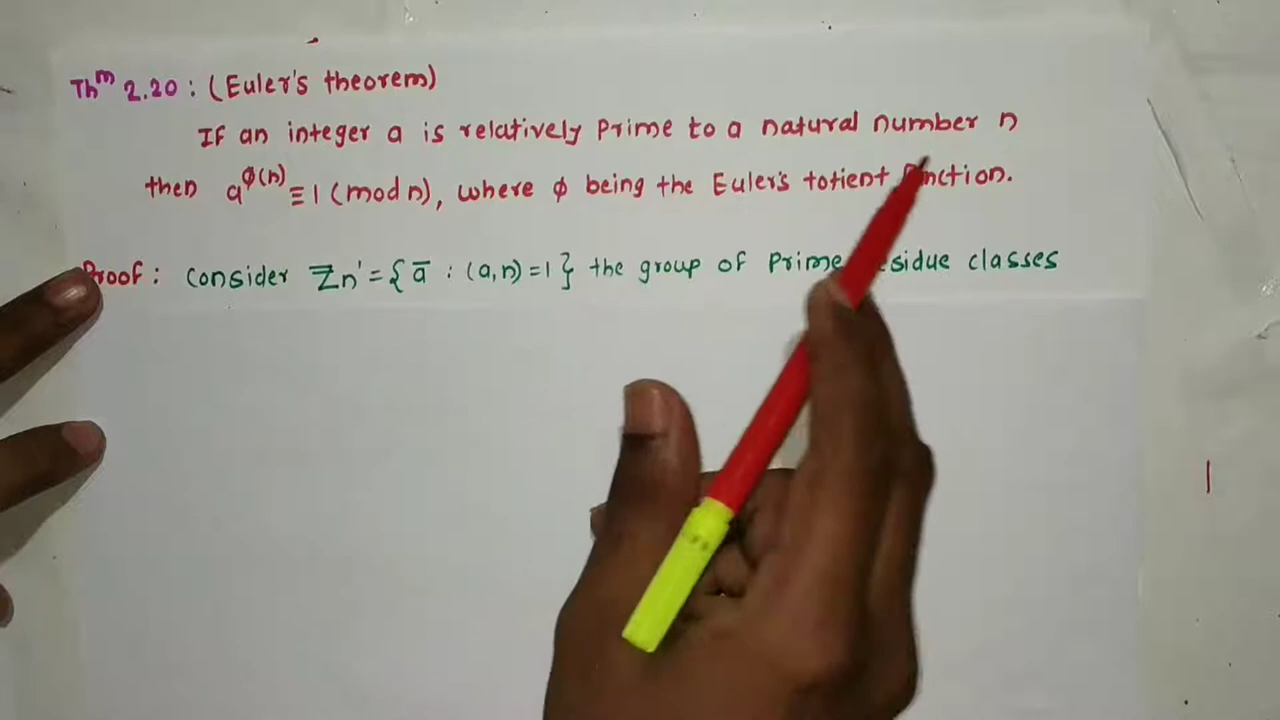 Thm 2.20 : (Euler's theorem)
If an integer a is relatively prime to a natural number n
then a^φ(n) ≡ 1 (mod n), where φ being the Euler's totient
Proof : consider Zn' = { ā : (a,n) = 1 } the group of Prime classes